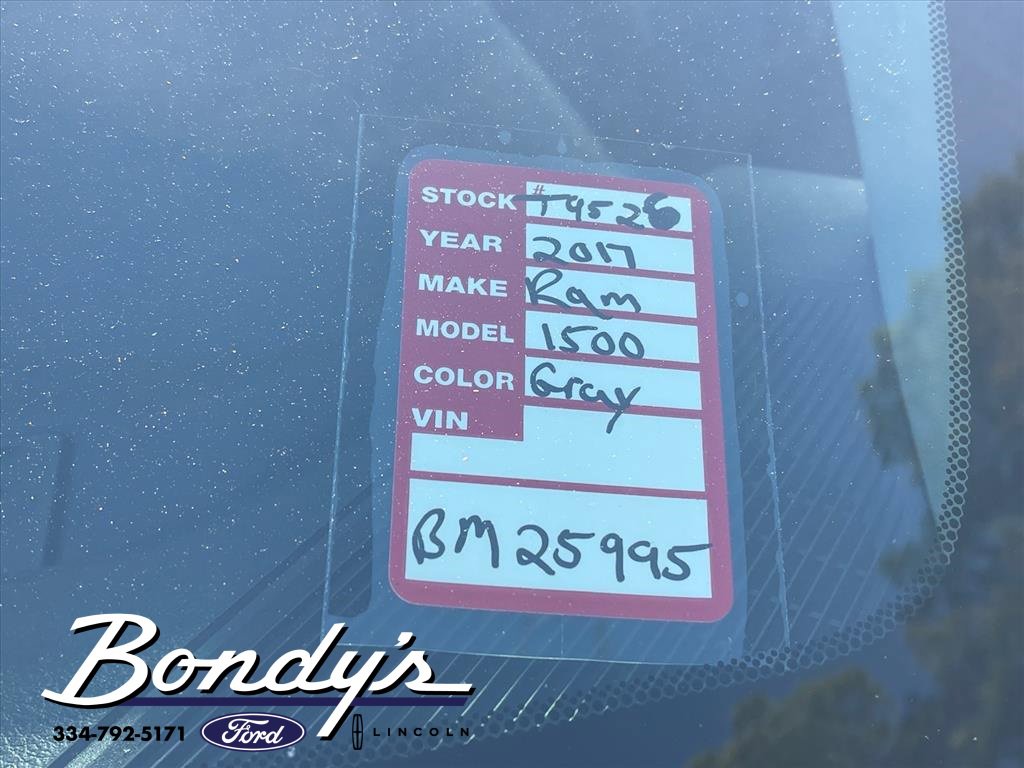 STOCK # T9526
YEAR 2017
MAKE Ram
MODEL 1500
COLOR Gray
VIN
BM 25995
Bondy's
334-792-5171 Ford LINCOLN